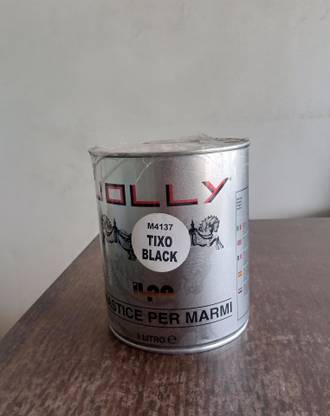 JOLLY
M4137
TIXO
BLACK
ASTICE PER MARMI
1 LITRO e